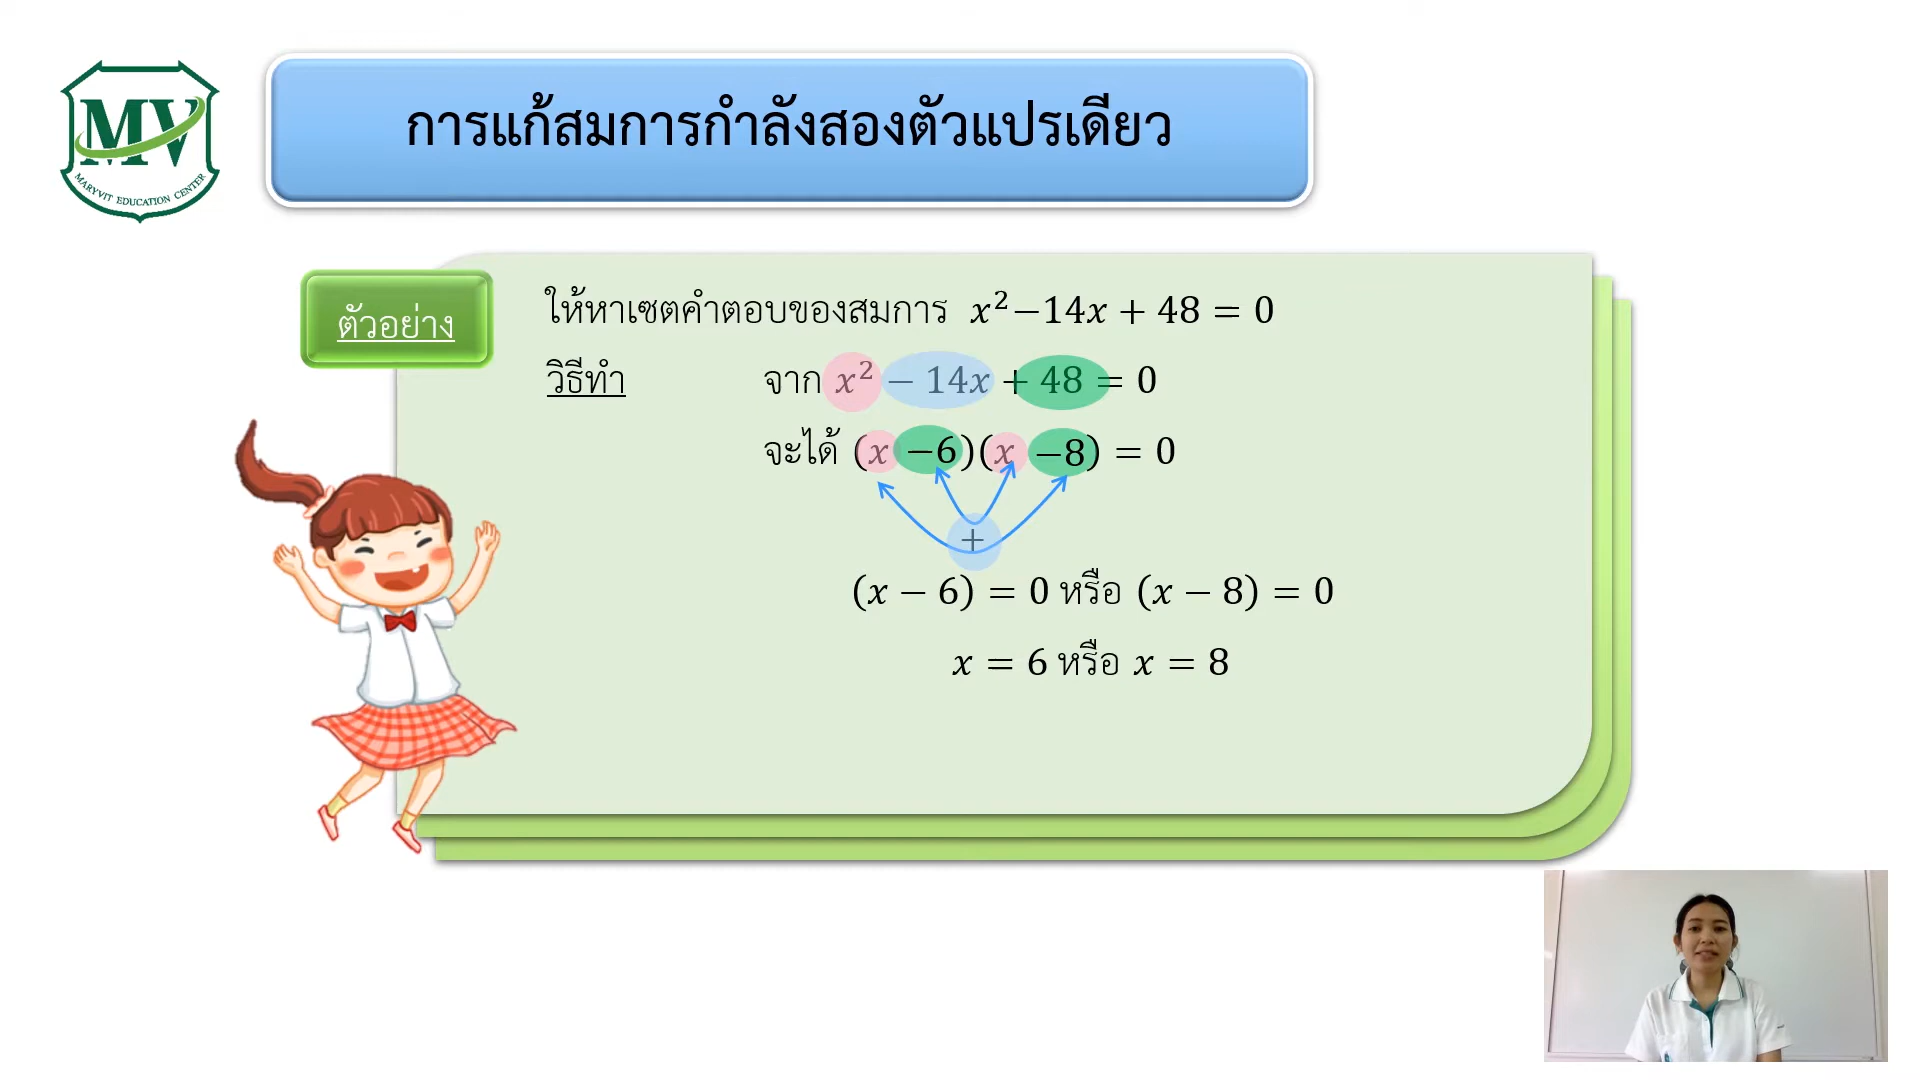 MV
MARYVIT EDUCATION CENTER
การแก้สมการกำลังสองตัวแปรเดียว
ตัวอย่าง
ให้หาเซตคำตอบของสมการ x²−14x + 48 = 0
วิธีทำ จาก x² − 14x + 48 = 0
จะได้ (x −6)(x −8) = 0
+
(x − 6) = 0 หรือ (x − 8) = 0
x = 6 หรือ x = 8